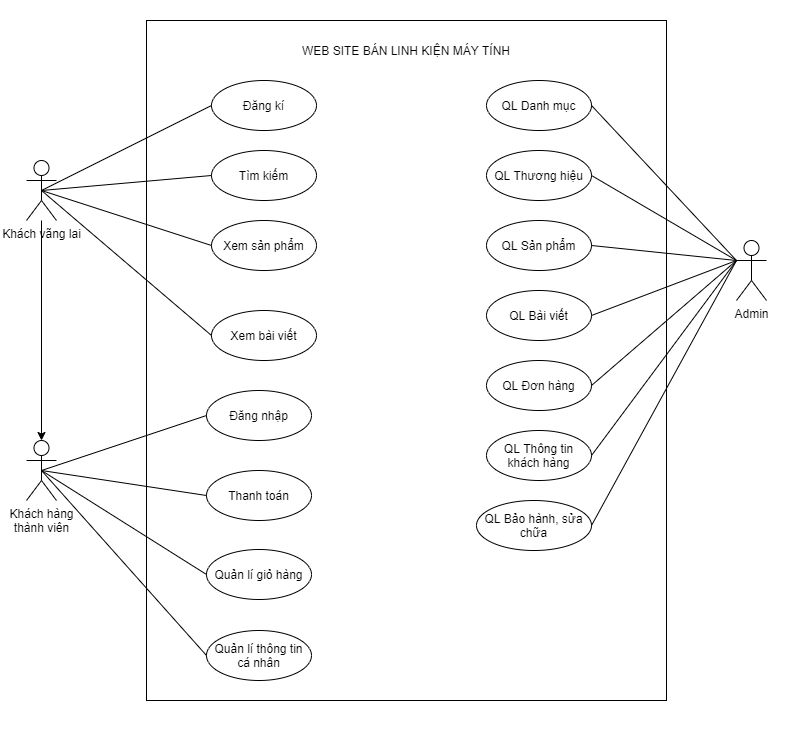 WEB SITE BÁN LINH KIỆN MÁY TÍNH
Đăng kí
Tìm kiếm
Xem sản phẩm
Xem bài viết
Khách vãng lai
Đăng nhập
Thanh toán
Quản lí giỏ hàng
Quản lí thông tin
cá nhân
Khách hàng
thành viên
QL Danh mục
QL Thương hiệu
QL Sản phẩm
QL Bài viết
QL Đơn hàng
QL Thông tin
khách hàng
QL Bảo hành, sửa
chữa
Admin